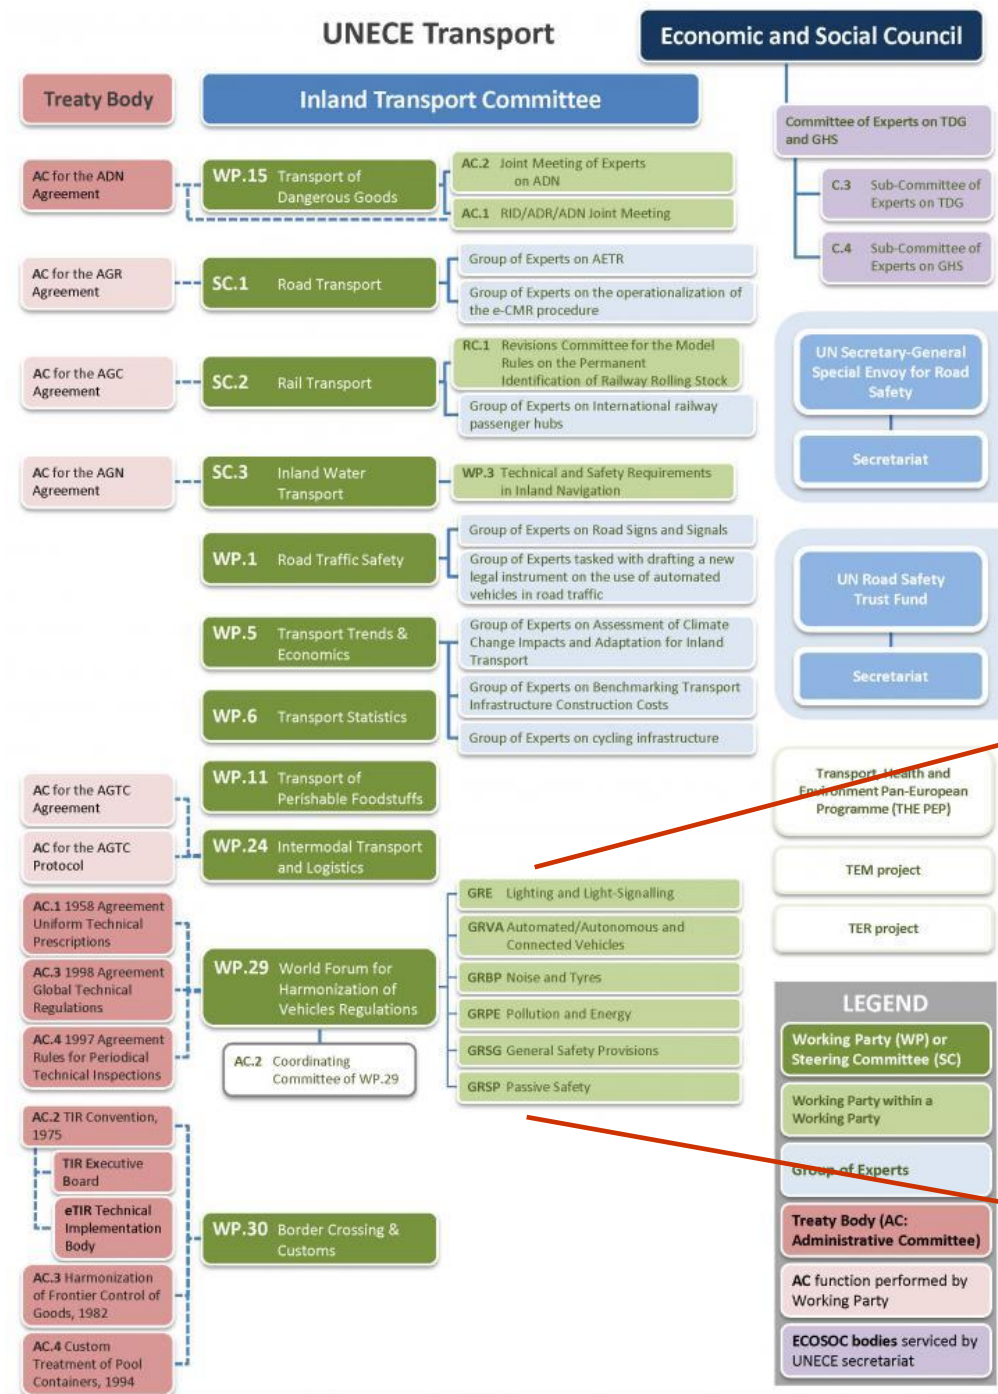 UNECE Transport
Economic and Social Council
Treaty Body
Inland Transport Committee
Committee of Experts on TDG
and GHS
C.3 Sub-Committee of
Experts on TDG
C.4 Sub-Committee of
Experts on GHS
AC for the ADN
Agreement
WP.15 Transport of
Dangerous Goods
AC.2 Joint Meeting of Experts
on ADN
AC.1 RID/ADR/ADN Joint Meeting
AC for the AGR
Agreement
SC.1 Road Transport
Group of Experts on AETR
Group of Experts on the operationalization of
the e-CMR procedure
AC for the AGC
Agreement
SC.2 Rail Transport
RC.1 Revisions Committee for the Model
Rules on the Permanent
Identification of Railway Rolling Stock
Group of Experts on International railway
passenger hubs
AC for the AGN
Agreement
SC.3 Inland Water
Transport
WP.3 Technical and Safety Requirements
in Inland Navigation
WP.1 Road Traffic Safety
Group of Experts on Road Signs and Signals
Group of Experts tasked with drafting a new
legal instrument on the use of automated
vehicles in road traffic
WP.5 Transport Trends &
Economics
Group of Experts on Assessment of Climate
Change Impacts and Adaptation for Inland
Transport
Group of Experts on Benchmarking Transport
Infrastructure Construction Costs
WP.6 Transport Statistics
Group of Experts on cycling infrastructure
WP.11 Transport of
Perishable Foodstuffs
AC for the AGTC
Agreement
AC for the AGTC
Protocol
WP.24 Intermodal Transport
and Logistics
AC.1 1958 Agreement
Uniform Technical
Prescriptions
AC.3 1998 Agreement
Global Technical
Regulations
AC.4 1997 Agreement
Rules for Periodical
Technical Inspections
WP.29 World Forum for
Harmonization of
Vehicles Regulations
AC.2 Coordinating
Committee of WP.29
GRE Lighting and Light-Signalling
GRVA Automated/Autonomous and
Connected Vehicles
GRBP Noise and Tyres
GRPE Pollution and Energy
GRSG General Safety Provisions
GRSP Passive Safety
AC.2 TIR Convention,
1975
TIR Executive
Board
eTIR Technical
Implementation
Body
AC.3 Harmonization
of Frontier Control of
Goods, 1982
AC.4 Custom
Treatment of Pool
Containers, 1994
WP.30 Border Crossing &
Customs
UN Secretary-General
Special Envoy for Road
Safety
Secretariat
UN Road Safety
Trust Fund
Secretariat
Transport, Health and
Environment Pan-European
Programme (THE PEP)
TEM project
TER project
LEGEND
Working Party (WP) or
Steering Committee (SC)
Working Party within a
Working Party
Group of Experts
Treaty Body (AC:
Administrative Committee)
AC function performed by
Working Party
ECOSOC bodies serviced by
UNECE secretariat